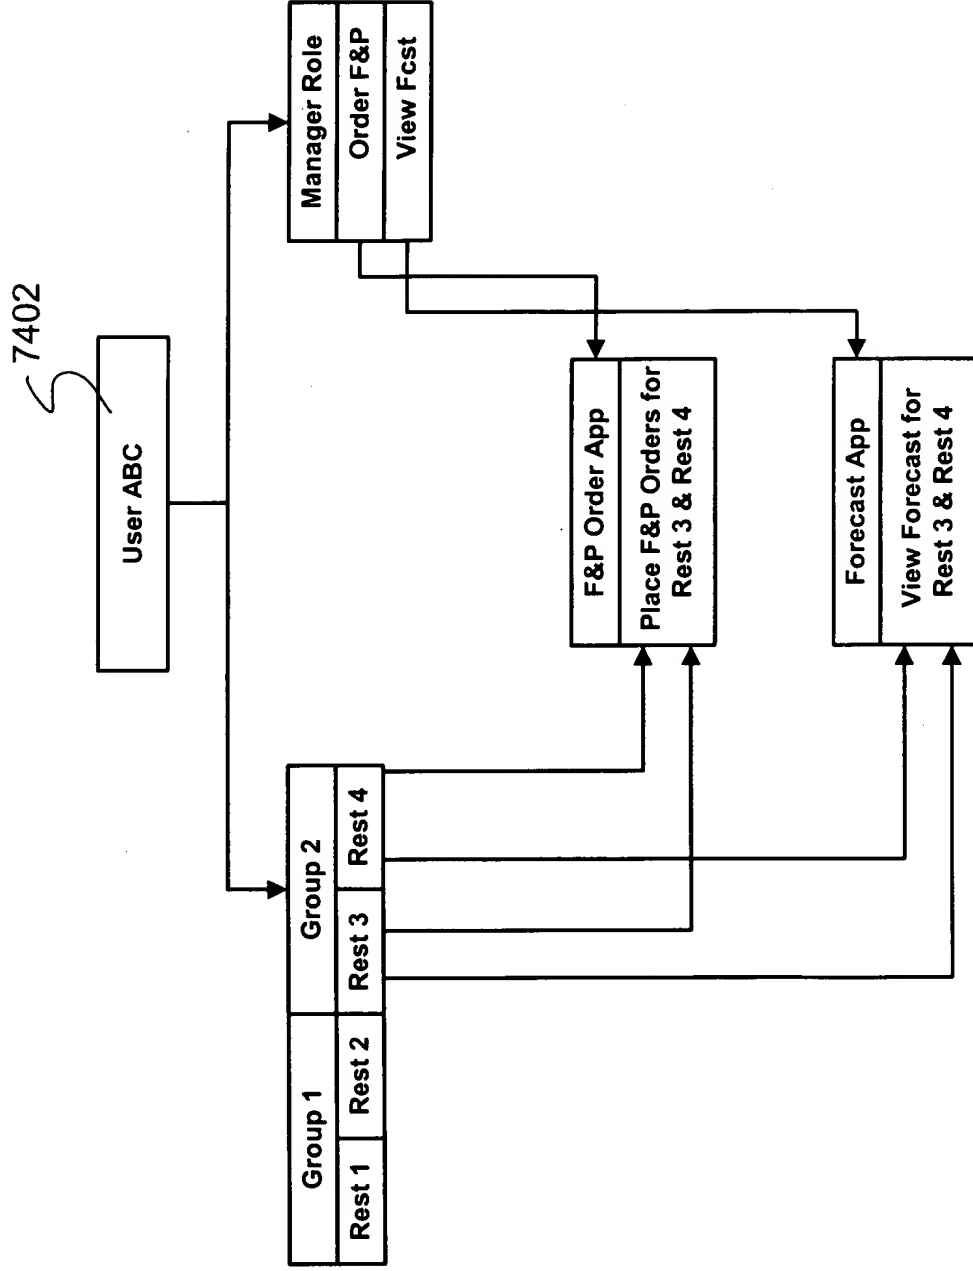 7402
User ABC
Group 1
Group 2
Rest 1
Rest 2
Rest 3
Rest 4
Manager Role
Order F&P
View Fcst
F&P Order App
Place F&P Orders for
Rest 3 & Rest 4
Forecast App
View Forecast for
Rest 3 & Rest 4